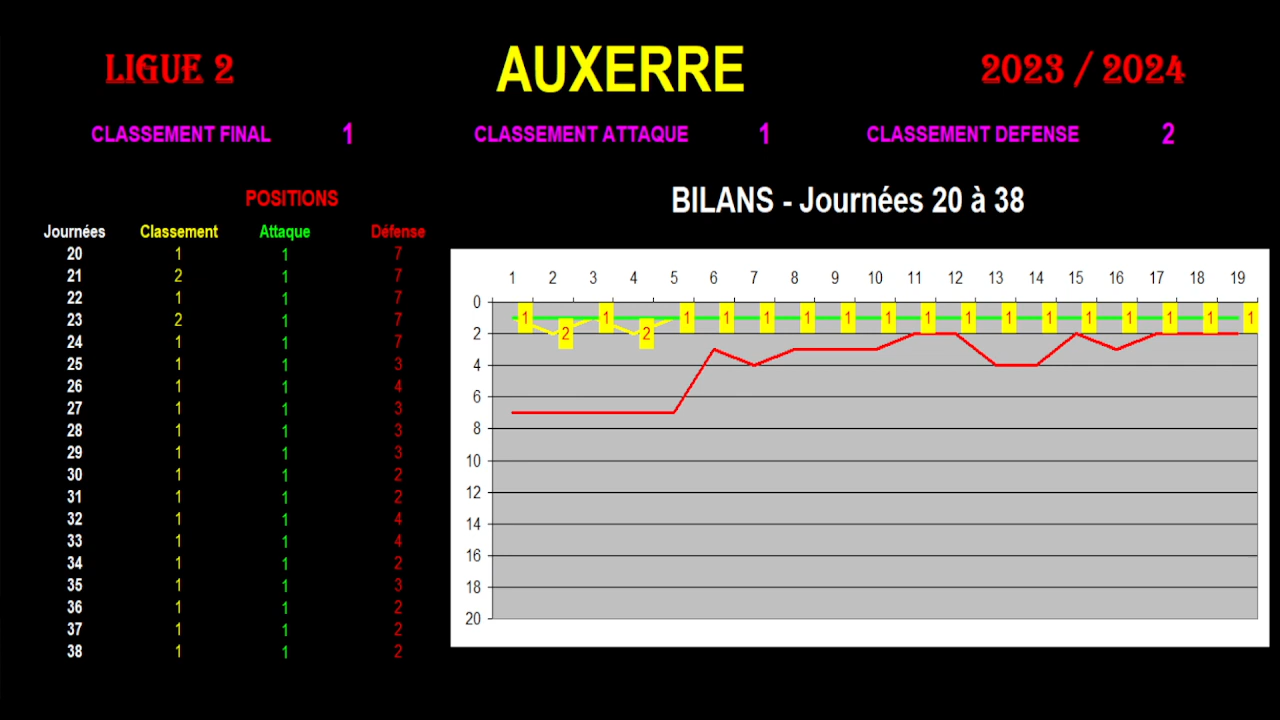 LIGUE 2 AUXERRE 2023 / 2024
CLASSEMENT FINAL 1 CLASSEMENT ATTAQUE 1 CLASSEMENT DEFENSE 2
POSITIONS
Journées Classement Attaque Défense
20 1 1 7
21 2 1 7
22 1 1 7
23 2 1 7
24 1 1 7
25 1 1 3
26 1 1 4
27 1 1 3
28 1 1 3
29 1 1 3
30 1 1 2
31 1 1 2
32 1 1 4
33 1 1 4
34 1 1 2
35 1 1 3
36 1 1 2
37 1 1 2
38 1 1 2
BILANS - Journées 20 à 38
1 2 3 4 5 6 7 8 9 10 11 12 13 14 15 16 17 18 19
0
2
4
6
8
10
12
14
16
18
20
1 2 1 2 1 1 1 1 1 1 1 1 1 1 1 1 1 1 1